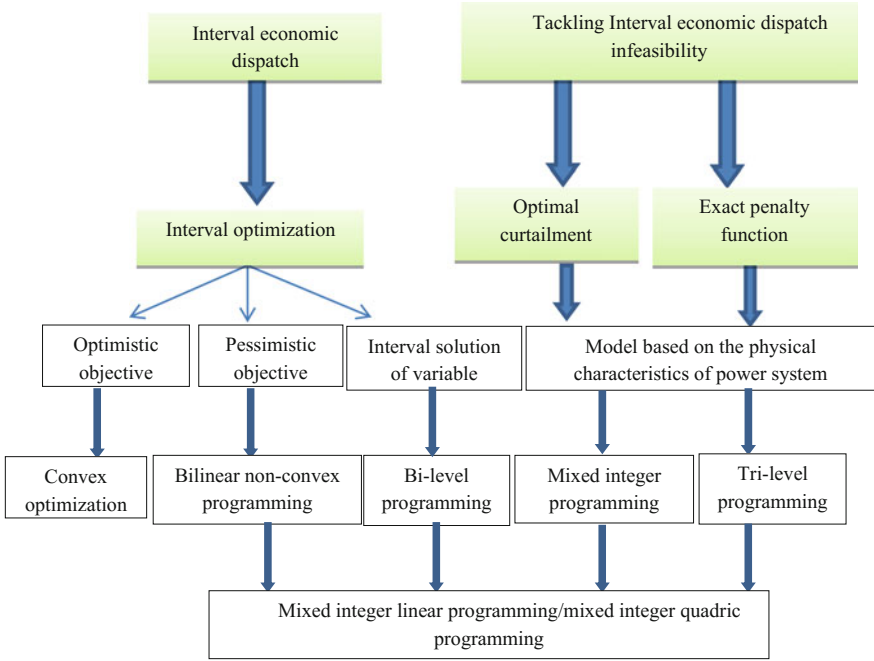 Interval economic
dispatch
Tackling Interval economic dispatch
infeasibility
Interval optimization
Optimal
curtailment
Exact penalty
function
Optimistic
objective
Pessimistic
objective
Interval solution
of variable
Model based on the physical
characteristics of power system
Convex
optimization
Bilinear non-convex
programming
Bi-level
programming
Mixed integer
programming
Tri-level
programming
Mixed integer linear programming/mixed integer quadric
programming